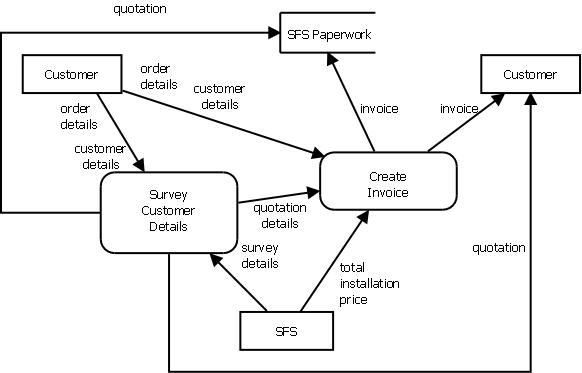 quotation
SFS Paperwork
Customer
order
details
customer
details
invoice
invoice
Customer
order
details
customer
details
Survey
Customer
Details
quotation
details
Create
Invoice
survey
details
total
installation
price
quotation
SFS